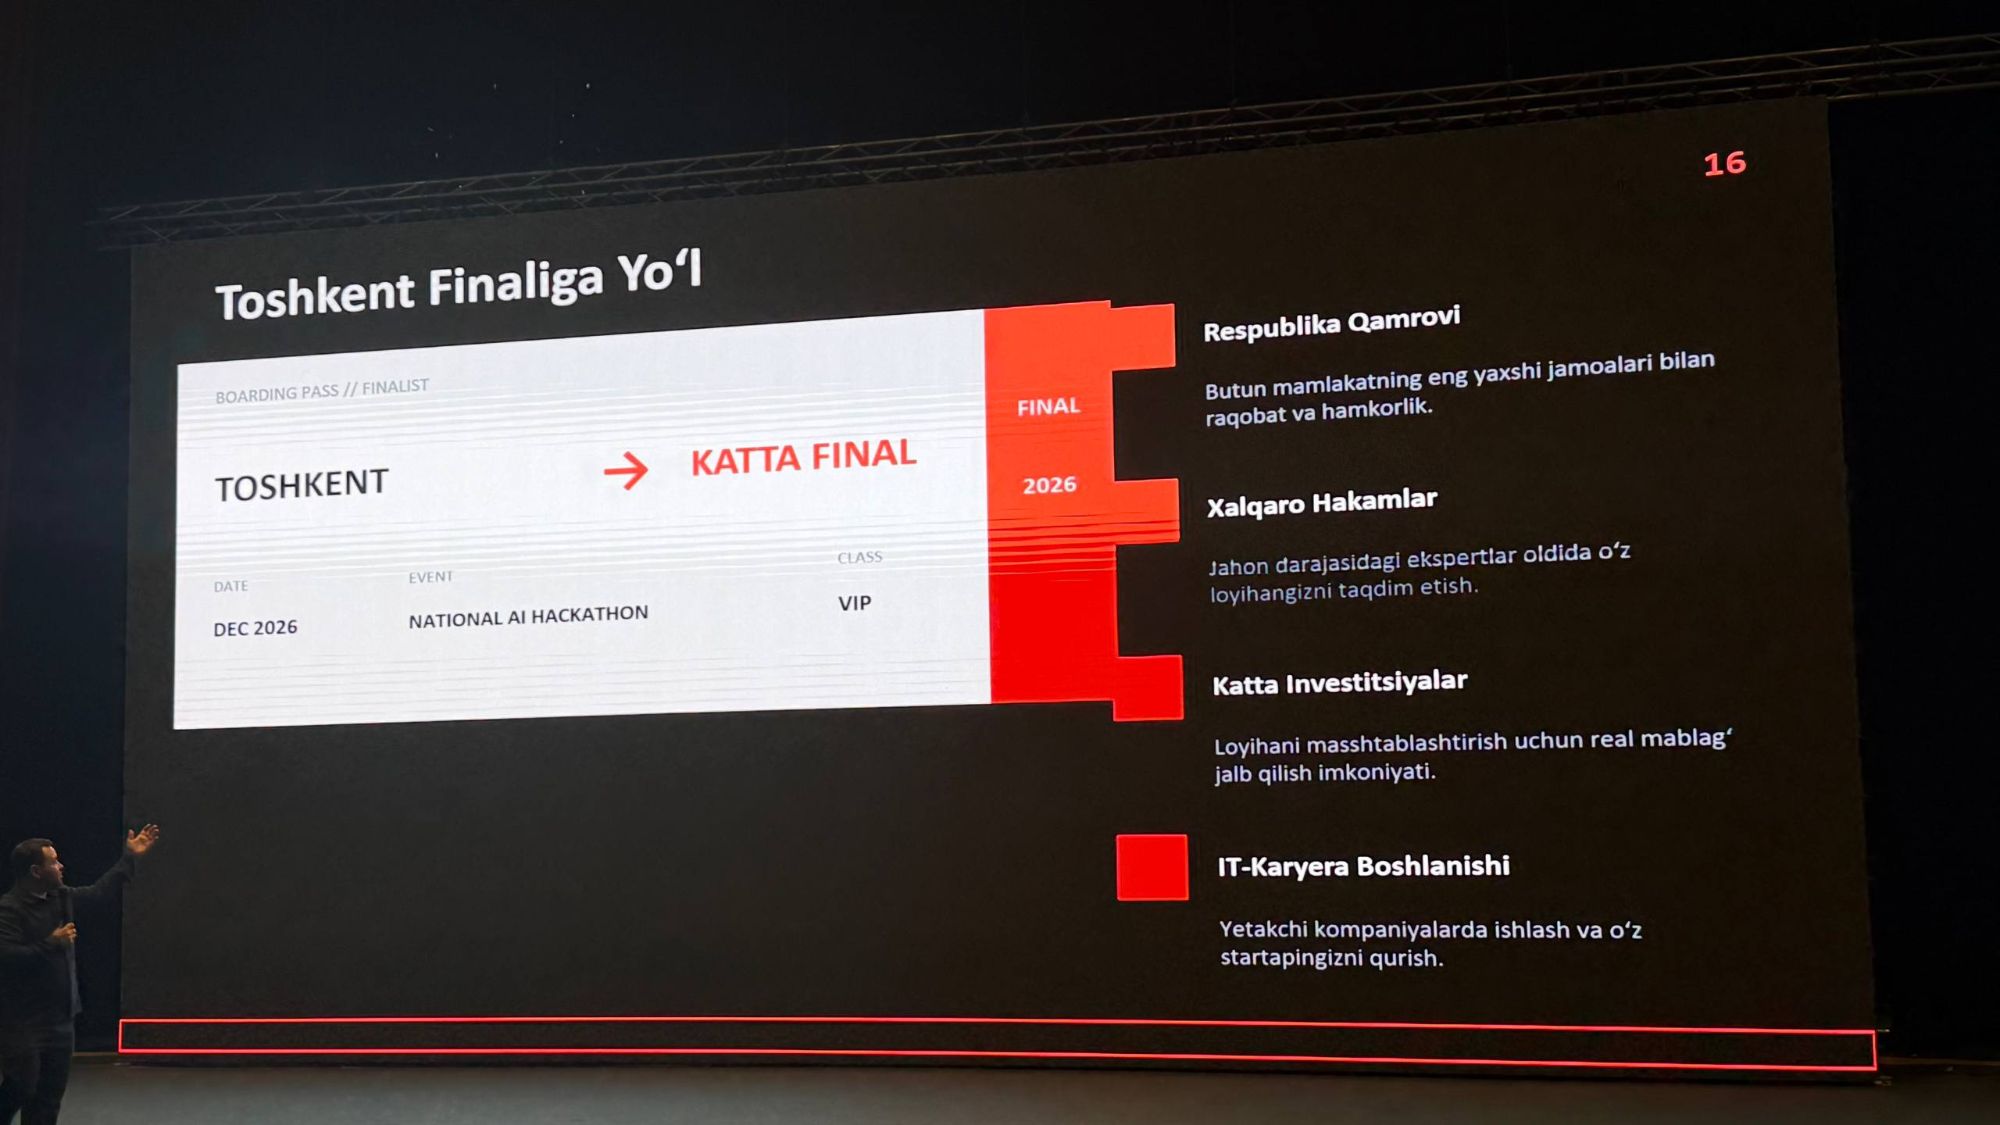 16
Toshkent Finaliga Yo‘l
BOARDING PASS // FINALIST
TOSHKENT → KATTA FINAL
DATE
EVENT
CLASS
DEC 2026
NATIONAL AI HACKATHON
VIP
FINAL
2026
Respublika Qamrovi
Butun mamlakatning eng yaxshi jamoalari bilan
raqobat va hamkorlik.
Xalqaro Hakamlar
Jahon darajasidagi ekspertlar oldida o‘z
loyihangizni taqdim etish.
Katta Investitsiyalar
Loyihani masshtablashtirish uchun real mablag‘
jalb qilish imkoniyati.
IT-Karyera Boshlanishi
Yetakchi kompaniyalarda ishlash va o‘z
startapingizni qurish.